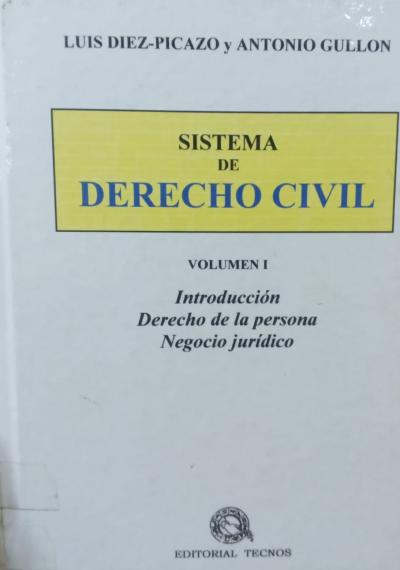 LUIS DIEZ-PICAZO y ANTONIO GULLON
SISTEMA
DE
DERECHO CIVIL
VOLUMEN I
Introducción
Derecho de la persona
Negocio jurídico
EDITORIAL TECNOS